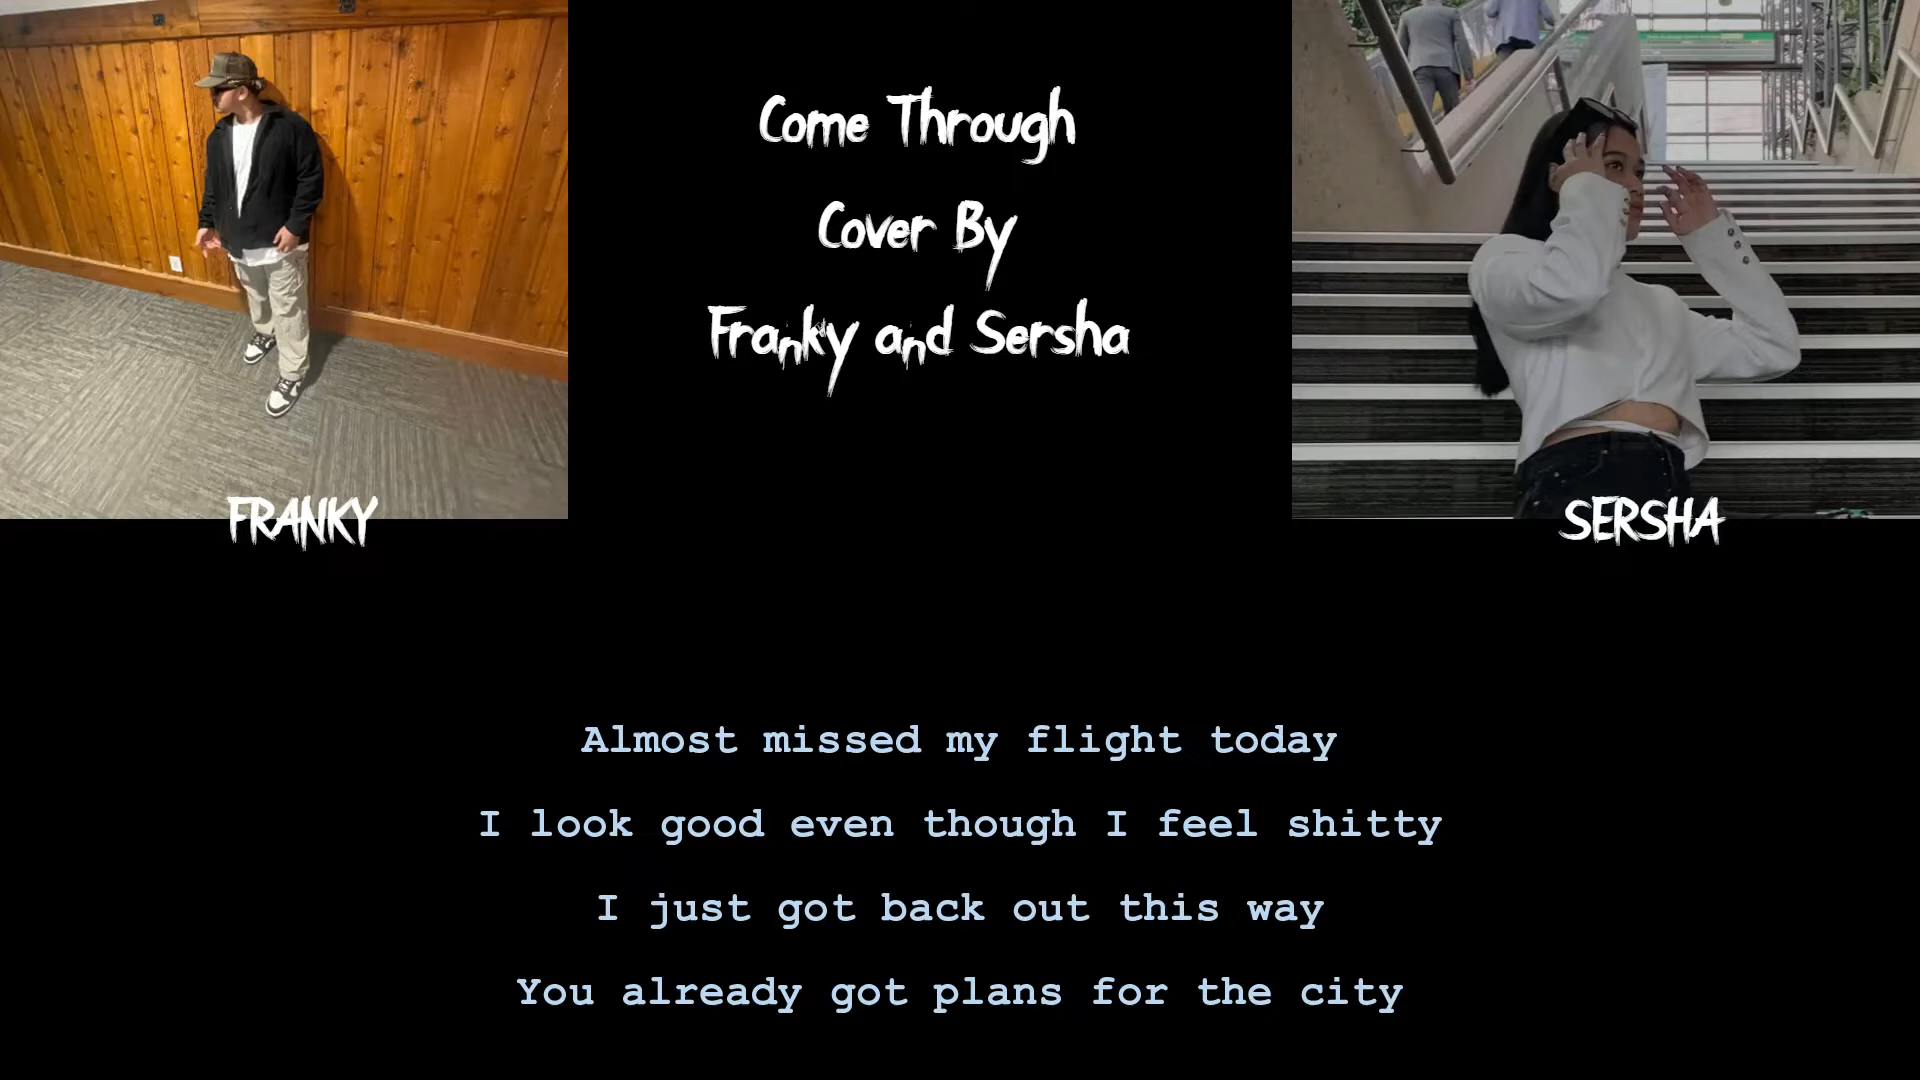 Come Through
Cover By
Franky and Sersha
FRANKY
SERSHA
Almost missed my flight today
I look good even though I feel shitty
I just got back out this way
You already got plans for the city